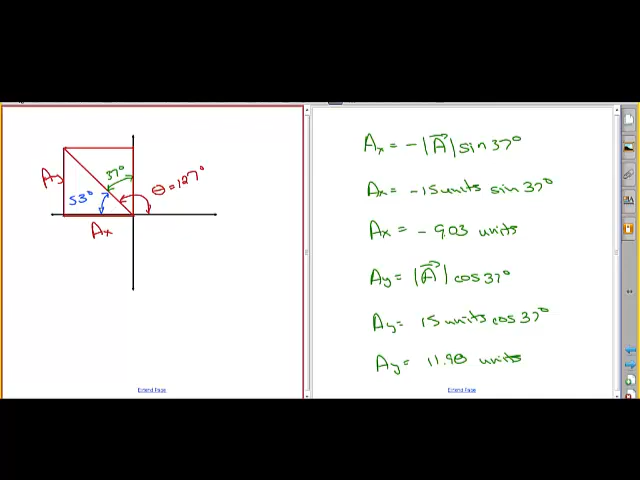 37°
Ay
53°
θ = 127°
Ax
Extend Page
Ax = - |A⃗| sin 37°
Ax = - 15 units sin 37°
Ax = - 9.03 units
Ay = |A⃗| cos 37°
Ay = 15 units cos 37°
Ay = 11.98 units
Extend Page